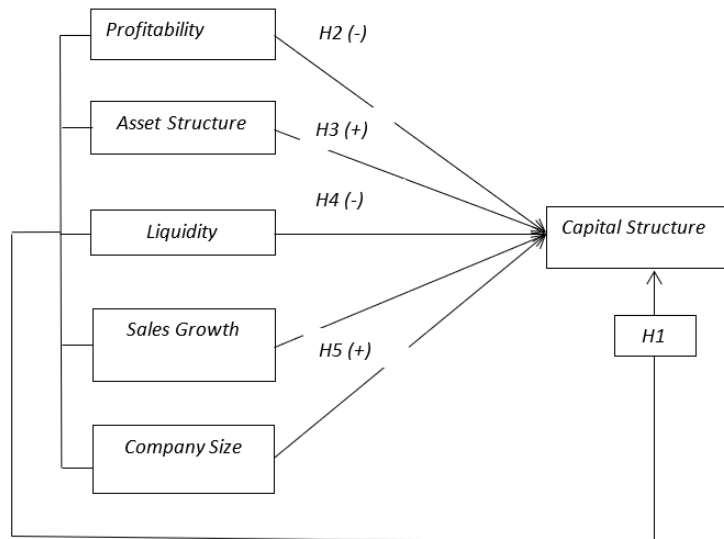 Profitability
H2 (-)
Asset Structure
H3 (+)
H4 (-)
Liquidity
Capital Structure
Sales Growth
H5 (+)
H1
Company Size